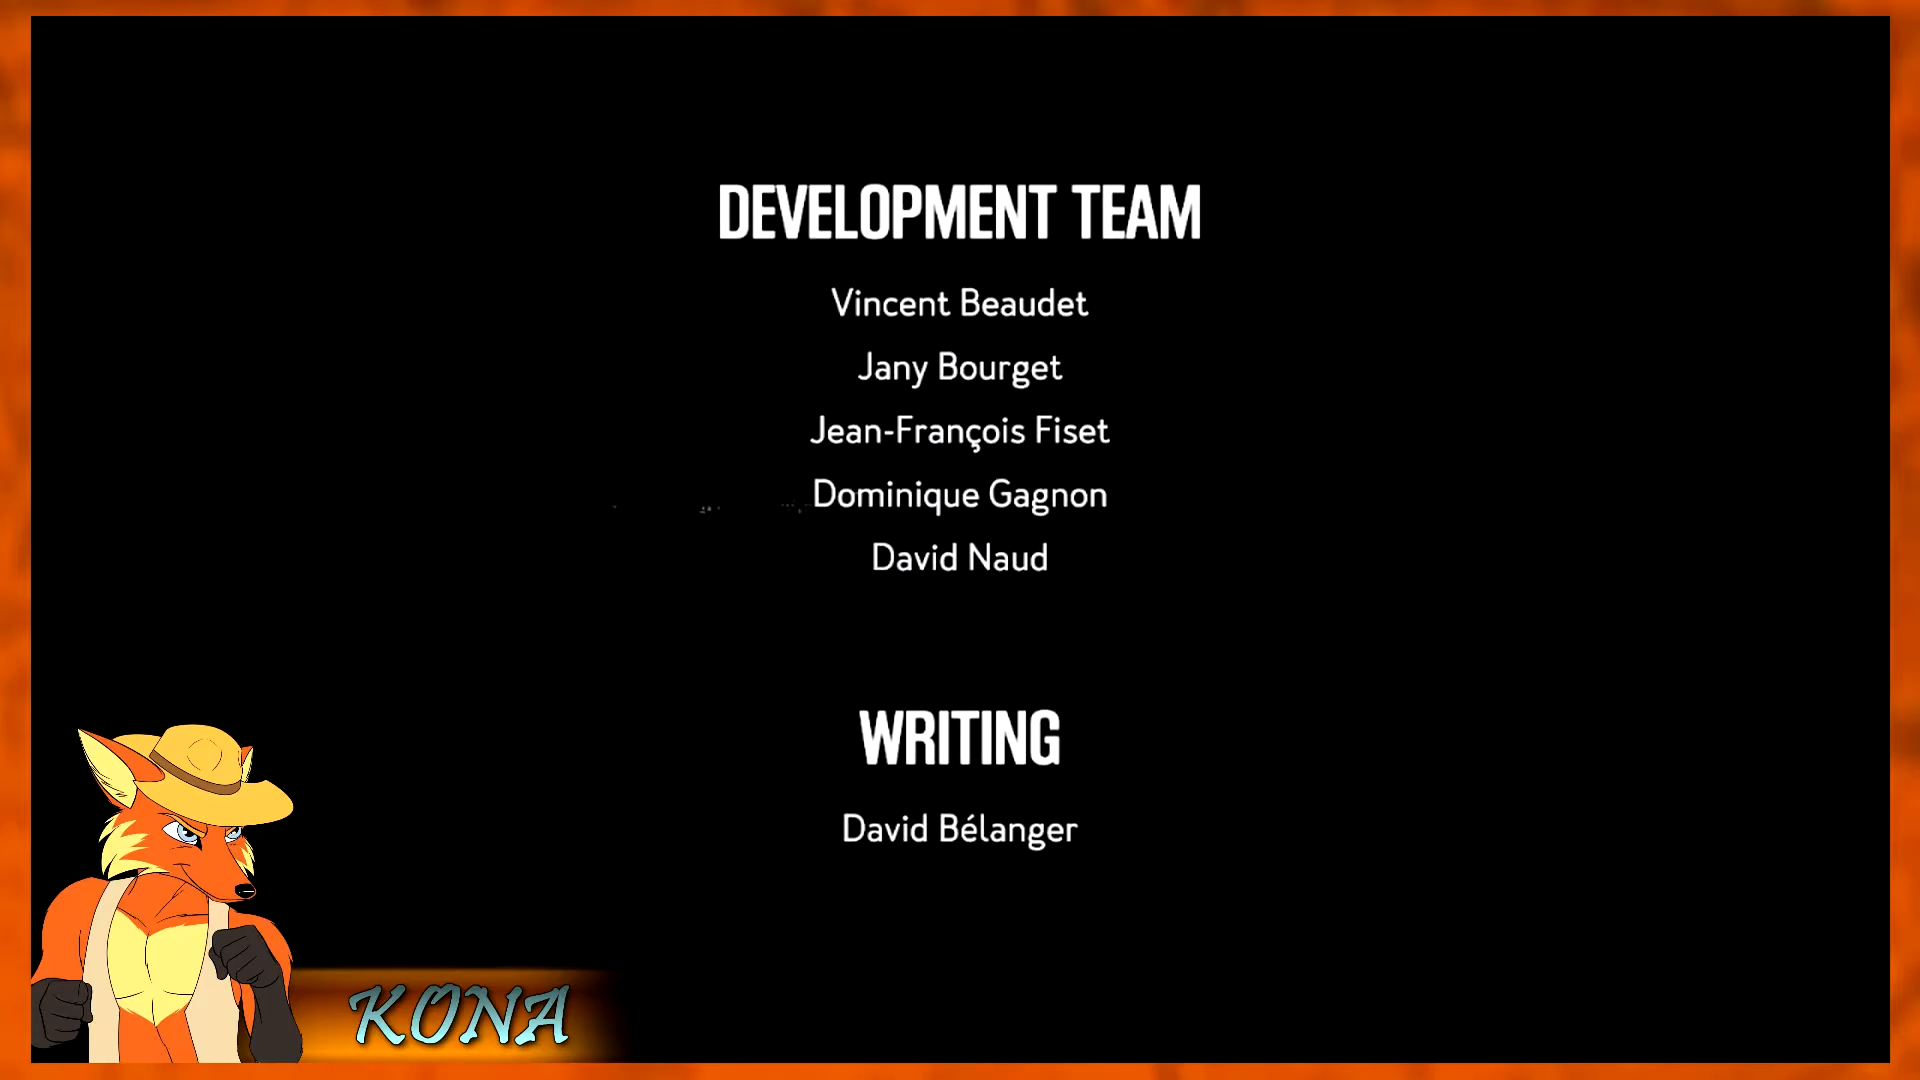 DEVELOPMENT TEAM
Vincent Beaudet
Jany Bourget
Jean-François Fiset
Dominique Gagnon
David Naud
WRITING
David Bélanger
KONA